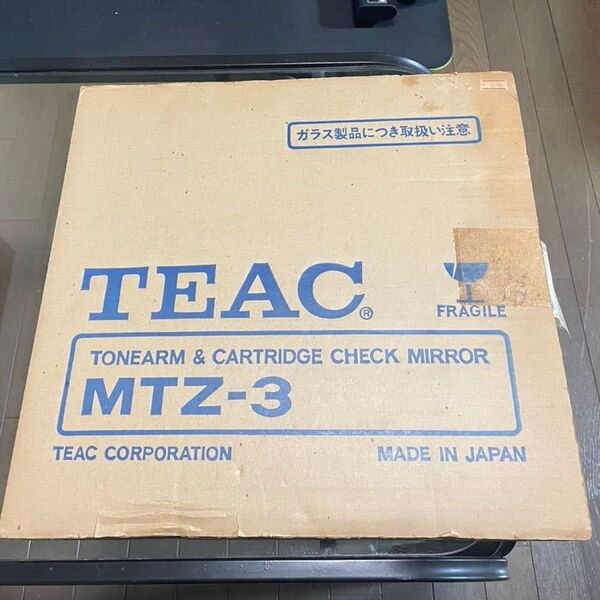 ガラス製品につき取扱い注意
TEAC®
FRAGILE
TONEARM & CARTRIDGE CHECK MIRROR
MTZ-3
TEAC CORPORATION
MADE IN JAPAN